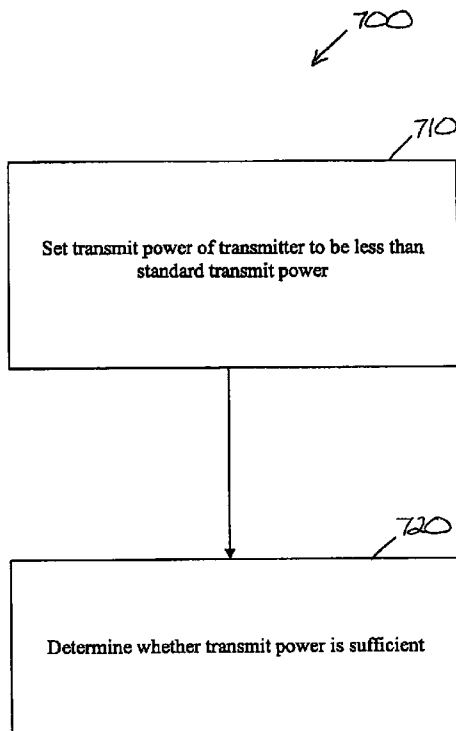 700
710
Set transmit power of transmitter to be less than
standard transmit power
720
Determine whether transmit power is sufficient